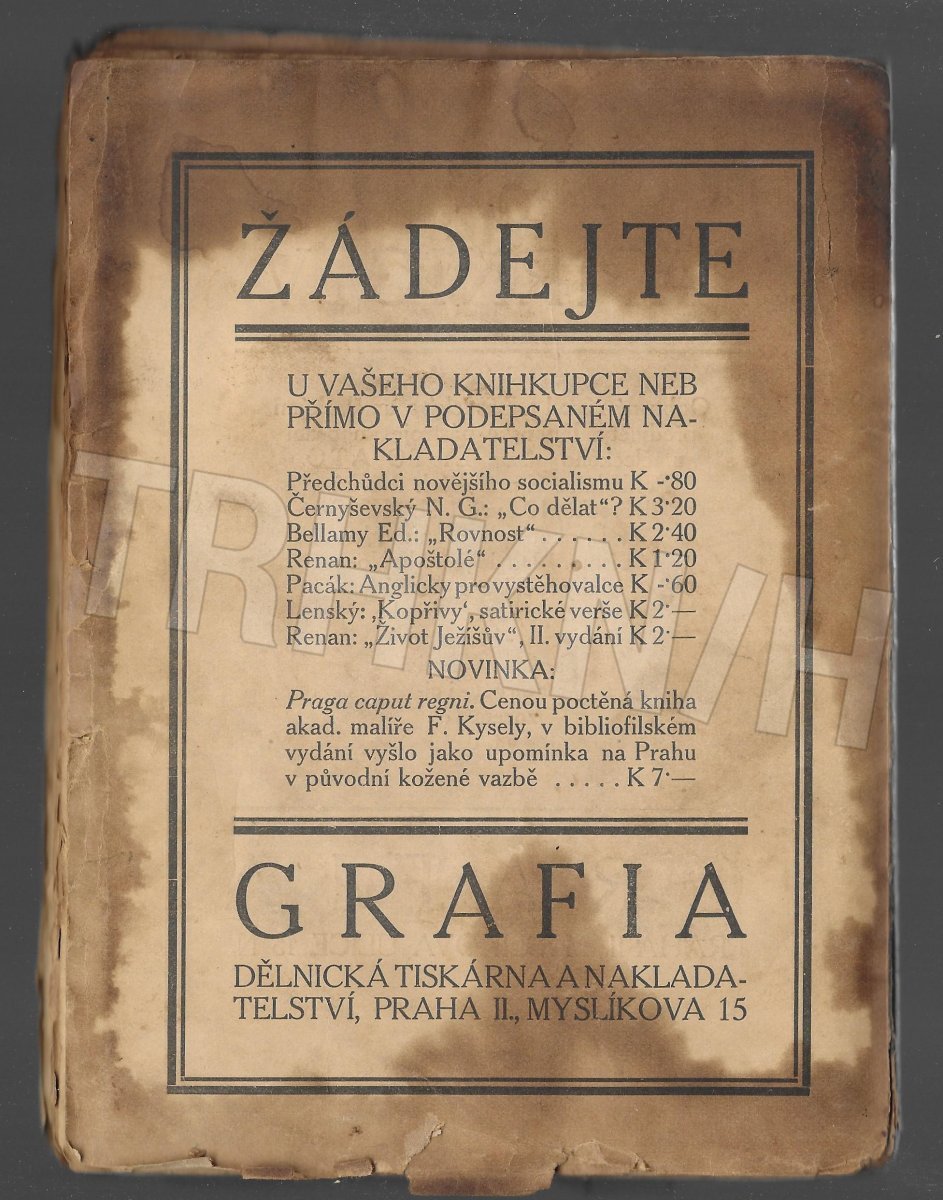 ŽÁDEJTE
U VAŠEHO KNIHKUPCE NEB
PŘÍMO V PODEPSANÉM NA-
KLADATELSTVÍ:
Předchůdci novějšího socialismu K -·80
Černyševský N. G.: „Co dělat“? K 3·20
Bellamy Ed.: „Rovnost“ . . . . . . K 2·40
Renan: „Apoštolé“ . . . . . . . . . . K 1·20
Pacák: Anglicky pro vystěhovalce K -·60
Lenský: ‚Kopřivy‘, satirické verše K 2·—
Renan: „Život Ježíšův“, II. vydání K 2·—
NOVINKA:
Praga caput regni. Cenou poctěná kniha
akad. malíře F. Kysely, v bibliofilském
vydání vyšlo jako upomínka na Prahu
v původní kožené vazbě . . . . . K 7·—
GRAFIA
DĚLNICKÁ TISKÁRNA A NAKLADA-
TELSTVÍ, PRAHA II., MYSLÍKOVA 15